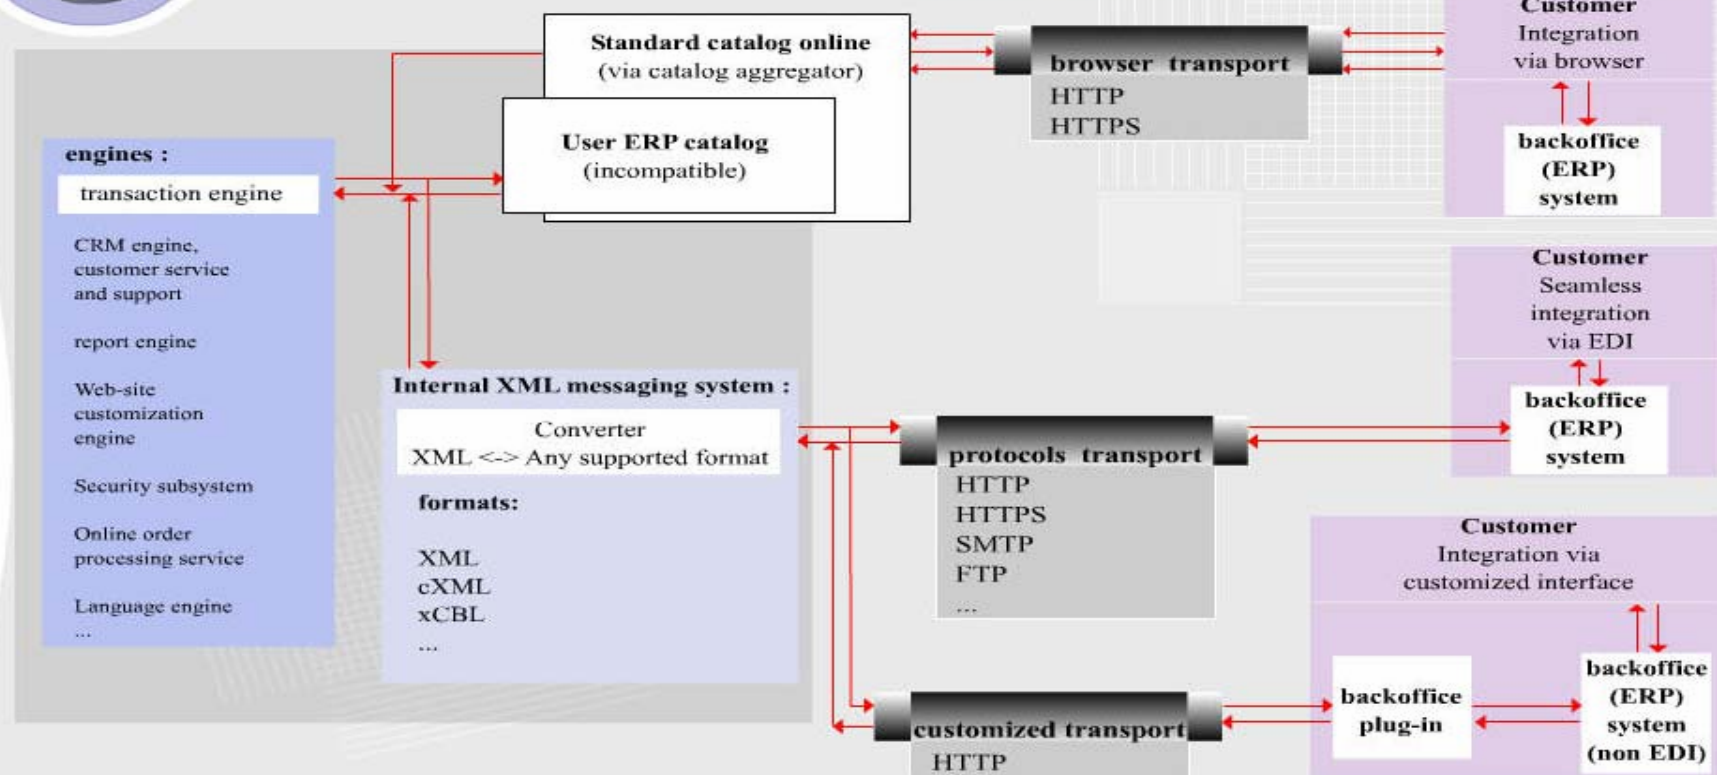 Standard catalog online
(via catalog aggregator)
User ERP catalog
(incompatible)
engines :
transaction engine
CRM engine,
customer service
and support
report engine
Web-site
customization
engine
Security subsystem
Online order
processing service
Language engine
...
Internal XML messaging system :
Converter
XML <-> Any supported format
formats:
XML
cXML
xCBL
...
browser transport
HTTP
HTTPS
protocols transport
HTTP
HTTPS
SMTP
FTP
...
customized transport
HTTP
Customer
Integration
via browser
backoffice
(ERP)
system
Customer
Seamless
integration
via EDI
backoffice
(ERP)
system
Customer
Integration via
customized interface
backoffice
plug-in
backoffice
(ERP)
system
(non EDI)